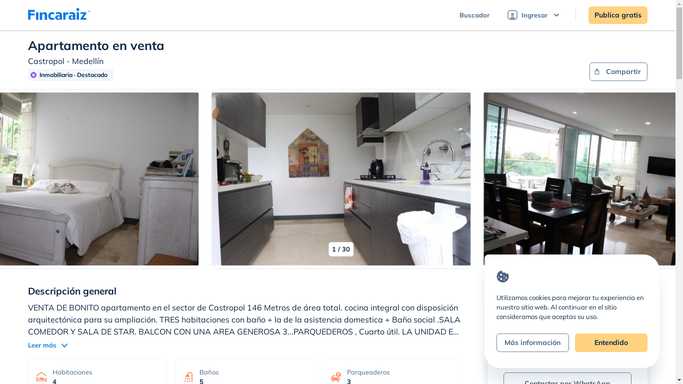 Fincaraiz
Buscador
Ingresar
Publica gratis
Apartamento en venta
Castropol - Medellín
Inmobiliaria · Destacado
Compartir
1 / 30
Descripción general
VENTA DE BONITO apartamento en el sector de Castropol 146 Metros de área total. cocina integral con disposición
arquitectónica para su ampliación. TRES habitaciones con baño + la de la asistencia domestica + Baño social .SALA
COMEDOR Y SALA DE STAR. BALCON CON UNA AREA GENEROSA 3...PARQUEDEROS , Cuarto útil. LA UNIDAD E...
Leer más
Habitaciones
4
Baños
5
Parqueaderos
3
Utilizamos cookies para mejorar tu experiencia en
nuestro sitio web. Al continuar en el sitio
consideramos que aceptas su uso.
Más información
Entendido
Contactar por WhatsApp